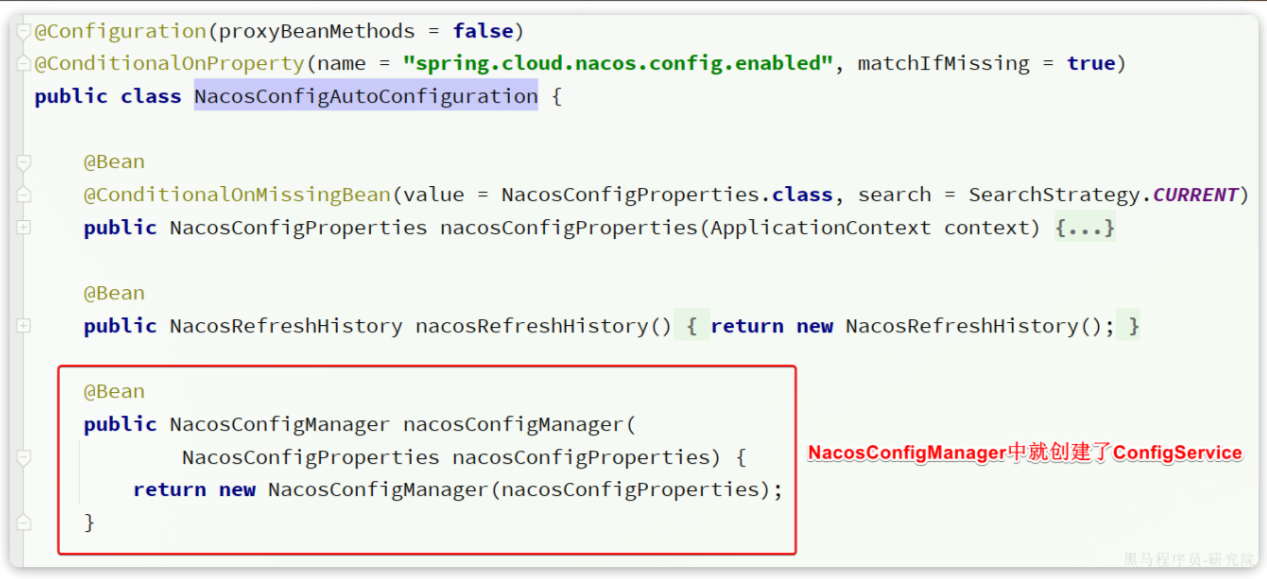 @Configuration(proxyBeanMethods = false)
@ConditionalOnProperty(name = "spring.cloud.nacos.config.enabled", matchIfMissing = true)
public class NacosConfigAutoConfiguration {
@Bean
@ConditionalOnMissingBean(value = NacosConfigProperties.class, search = SearchStrategy.CURRENT)
public NacosConfigProperties nacosConfigProperties(ApplicationContext context) {...}
@Bean
public NacosRefreshHistory nacosRefreshHistory() { return new NacosRefreshHistory(); }
@Bean
public NacosConfigManager nacosConfigManager(
NacosConfigProperties nacosConfigProperties) {
NacosConfigManager中就创建了ConfigService
return new NacosConfigManager(nacosConfigProperties);
}
黑马程序员-研究院